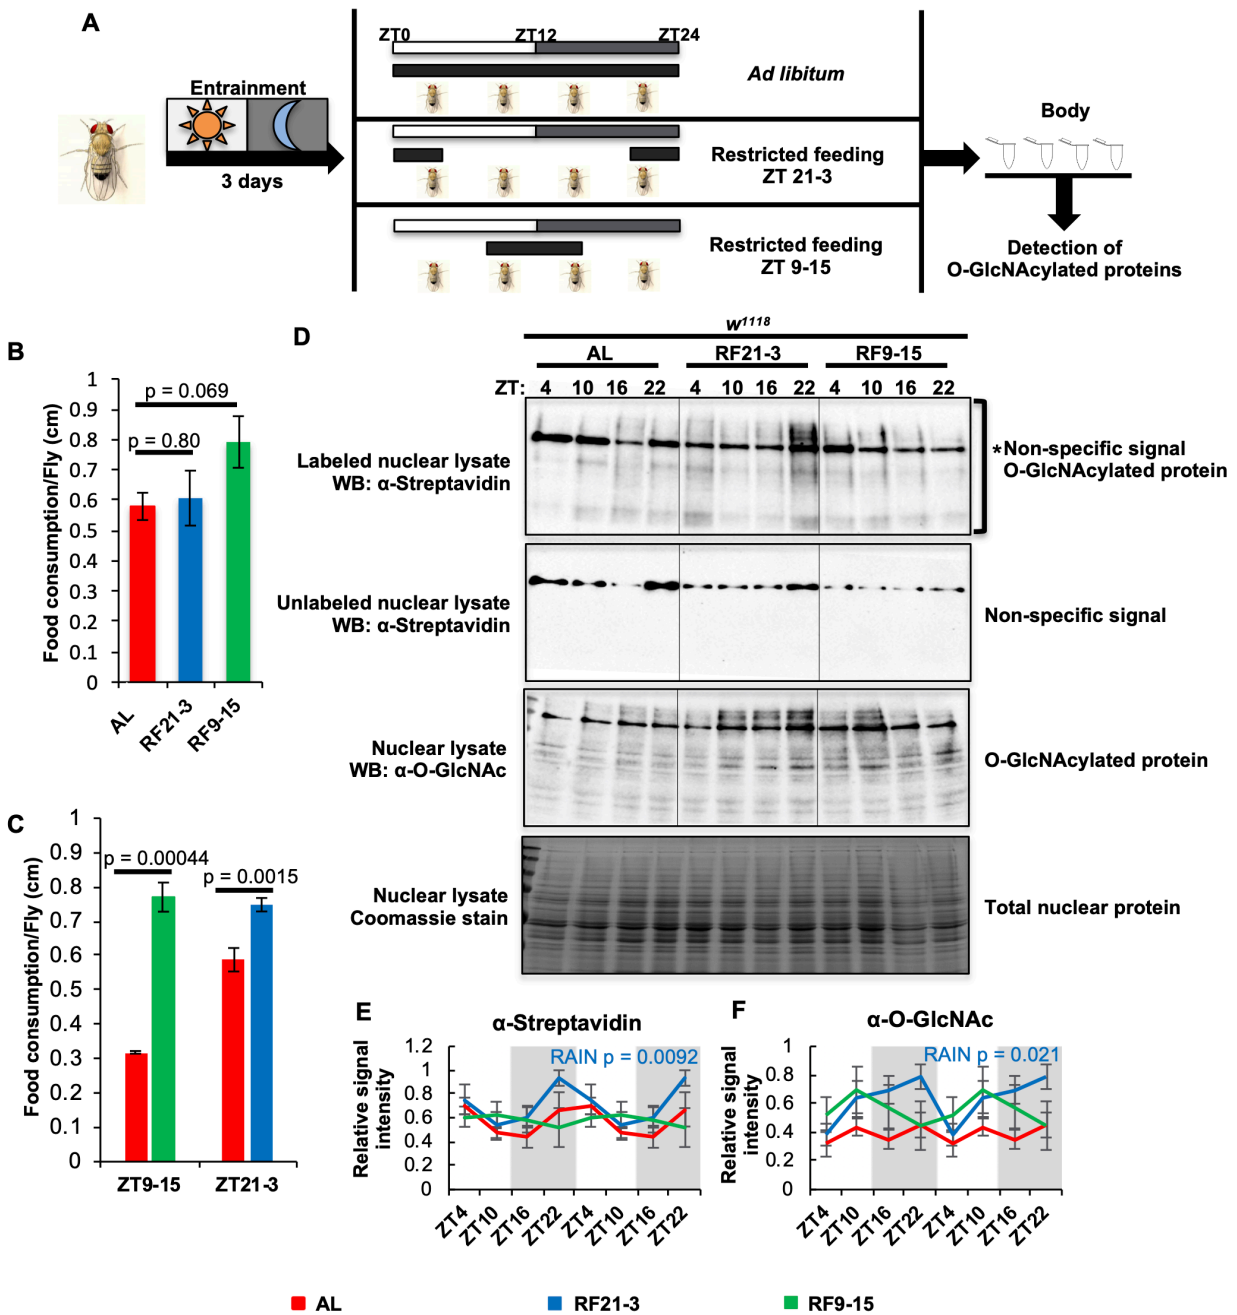 A
Entrainment
3 days
ZT0
ZT12
ZT24
Ad libitum
Restricted feeding
ZT 21-3
Restricted feeding
ZT 9-15
Body
Detection of
O-GlcNAcylated proteins
B
Food consumption/Fly (cm)
1
0.9
0.8
0.7
0.6
0.5
0.4
0.3
0.2
0.1
0
p = 0.069
p = 0.80
AL
RF21-3
RF9-15
C
Food consumption/Fly (cm)
1
0.9
0.8
0.7
0.6
0.5
0.4
0.3
0.2
0.1
0
p = 0.00044
p = 0.0015
ZT9-15
ZT21-3
D
w1118
AL
RF21-3
RF9-15
ZT: 4 10 16 22 4 10 16 22 4 10 16 22
Labeled nuclear lysate
WB: α-Streptavidin
*Non-specific signal
O-GlcNAcylated protein
Unlabeled nuclear lysate
WB: α-Streptavidin
Non-specific signal
Nuclear lysate
WB: α-O-GlcNAc
O-GlcNAcylated protein
Nuclear lysate
Coomassie stain
Total nuclear protein
E
α-Streptavidin
RAIN p = 0.0092
Relative signal
intensity
1.2
1
0.8
0.6
0.4
0.2
0
ZT4
ZT10
ZT16
ZT22
ZT4
ZT10
ZT16
ZT22
F
α-O-GlcNAc
RAIN p = 0.021
Relative signal
intensity
1
0.8
0.6
0.4
0.2
0
ZT4
ZT10
ZT16
ZT22
ZT4
ZT10
ZT16
ZT22
AL
RF21-3
RF9-15